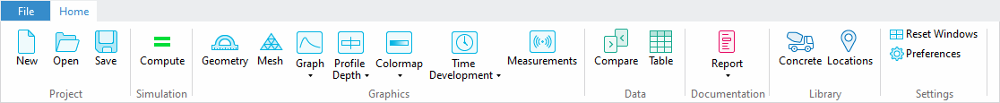 File Home
New Open Save Compute Geometry Mesh Graph Profile Depth Colormap Time Development Measurements Compare Table Report Concrete Locations Reset Windows
Preferences
Project Simulation Graphics Data Documentation Library Settings